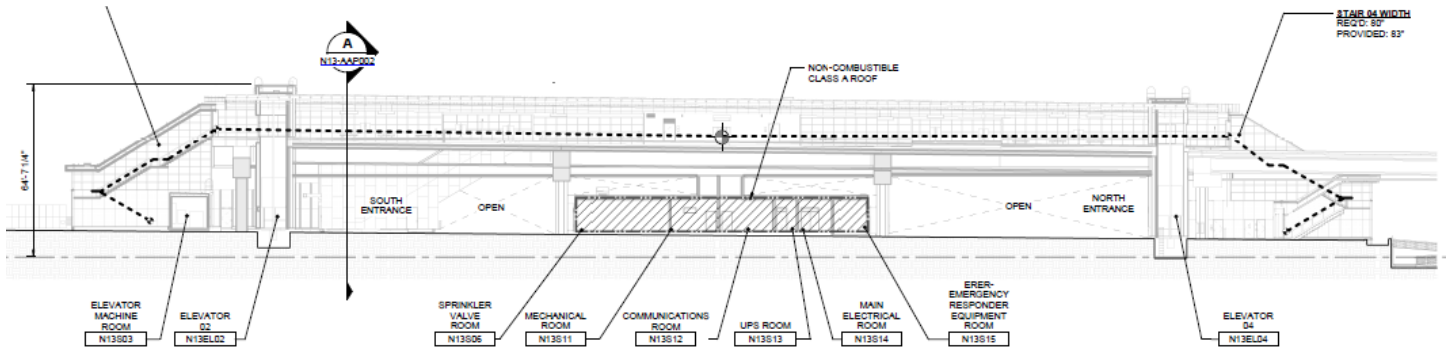 STAIR 04 WIDTH
REQ'D: 80"
PROVIDED: 83"
A
N13-AAP002
NON-COMBUSTIBLE
CLASS A ROOF
64'-7 1/4"
SOUTH
ENTRANCE
OPEN
OPEN
NORTH
ENTRANCE
ELEVATOR
MACHINE
ROOM
N13S03
ELEVATOR
02
N13EL02
SPRINKLER
VALVE
ROOM
N13S06
MECHANICAL
ROOM
N13S11
COMMUNICATIONS
ROOM
N13S12
UPS ROOM
N13S13
MAIN
ELECTRICAL
ROOM
N13S14
ERER-
EMERGENCY
RESPONDER
EQUIPMENT
ROOM
N13S15
ELEVATOR
04
N13EL04